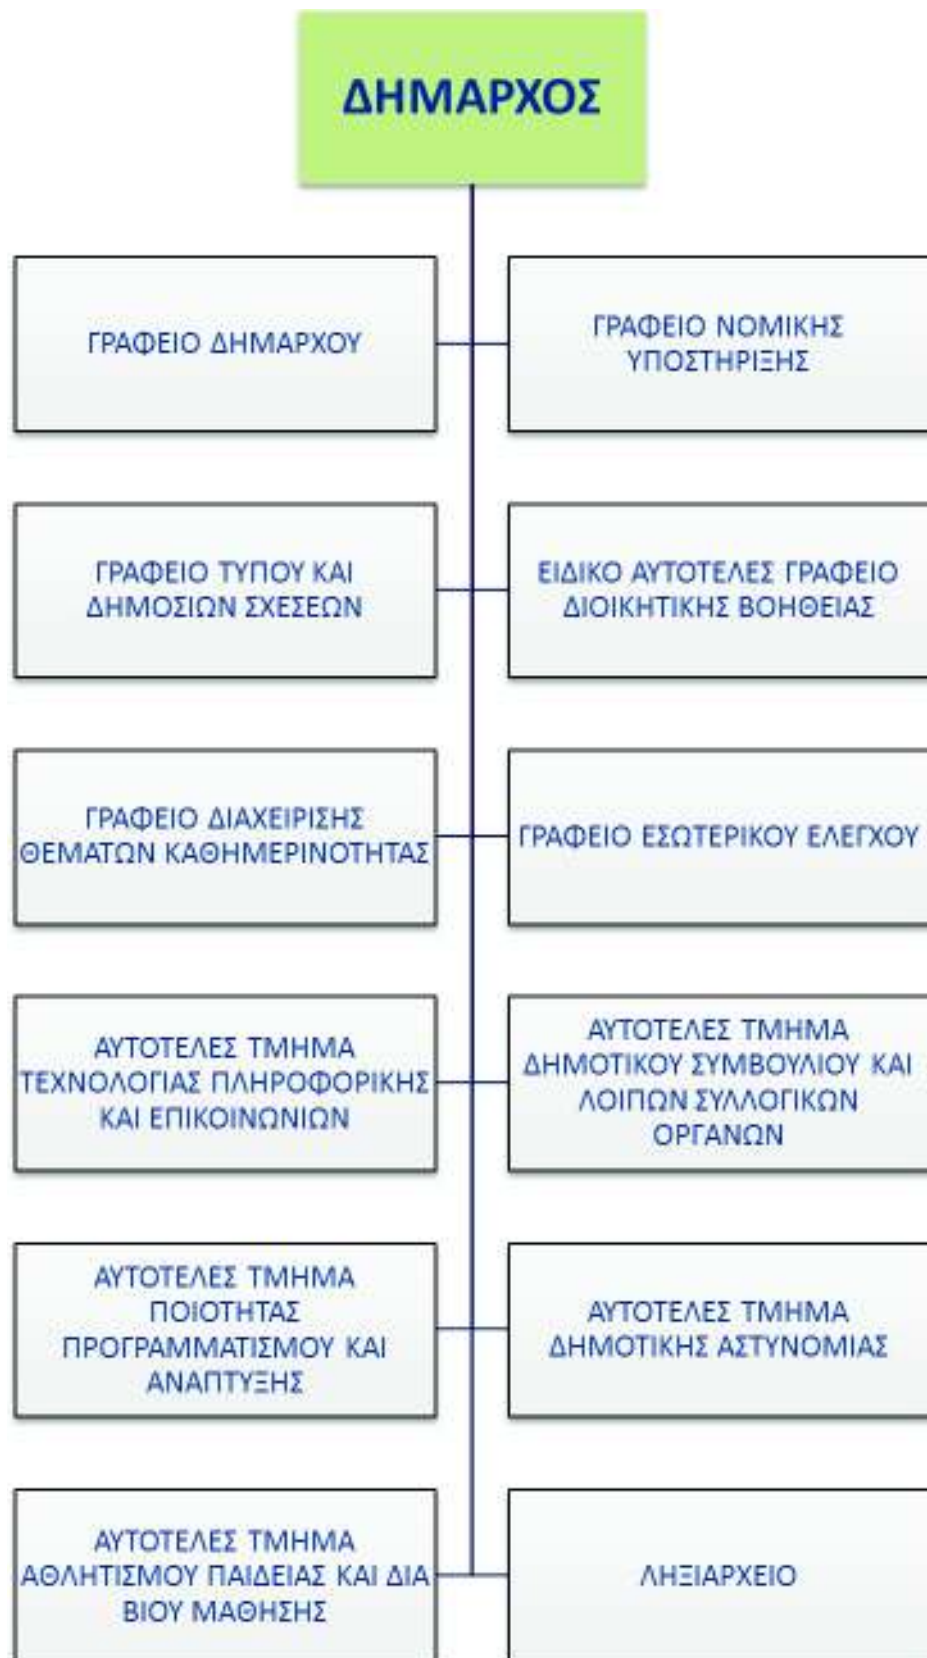 ΔΗΜΑΡΧΟΣ
ΓΡΑΦΕΙΟ ΔΗΜΑΡΧΟΥ
ΓΡΑΦΕΙΟ ΝΟΜΙΚΗΣ
ΥΠΟΣΤΗΡΙΞΗΣ
ΓΡΑΦΕΙΟ ΤΥΠΟΥ ΚΑΙ
ΔΗΜΟΣΙΩΝ ΣΧΕΣΕΩΝ
ΕΙΔΙΚΟ ΑΥΤΟΤΕΛΕΣ ΓΡΑΦΕΙΟ
ΔΙΟΙΚΗΤΙΚΗΣ ΒΟΗΘΕΙΑΣ
ΓΡΑΦΕΙΟ ΔΙΑΧΕΙΡΙΣΗΣ
ΘΕΜΑΤΩΝ ΚΑΘΗΜΕΡΙΝΟΤΗΤΑΣ
ΓΡΑΦΕΙΟ ΕΣΩΤΕΡΙΚΟΥ ΕΛΕΓΧΟΥ
ΑΥΤΟΤΕΛΕΣ ΤΜΗΜΑ
ΤΕΧΝΟΛΟΓΙΑΣ ΠΛΗΡΟΦΟΡΙΚΗΣ
ΚΑΙ ΕΠΙΚΟΙΝΩΝΙΩΝ
ΑΥΤΟΤΕΛΕΣ ΤΜΗΜΑ
ΔΗΜΟΤΙΚΟΥ ΣΥΜΒΟΥΛΙΟΥ ΚΑΙ
ΛΟΙΠΩΝ ΣΥΛΛΟΓΙΚΩΝ
ΟΡΓΑΝΩΝ
ΑΥΤΟΤΕΛΕΣ ΤΜΗΜΑ
ΠΟΙΟΤΗΤΑΣ
ΠΡΟΓΡΑΜΜΑΤΙΣΜΟΥ ΚΑΙ
ΑΝΑΠΤΥΞΗΣ
ΑΥΤΟΤΕΛΕΣ ΤΜΗΜΑ
ΔΗΜΟΤΙΚΗΣ ΑΣΤΥΝΟΜΙΑΣ
ΑΥΤΟΤΕΛΕΣ ΤΜΗΜΑ
ΑΘΛΗΤΙΣΜΟΥ ΠΑΙΔΕΙΑΣ ΚΑΙ ΔΙΑ
ΒΙΟΥ ΜΑΘΗΣΗΣ
ΛΗΞΙΑΡΧΕΙΟ